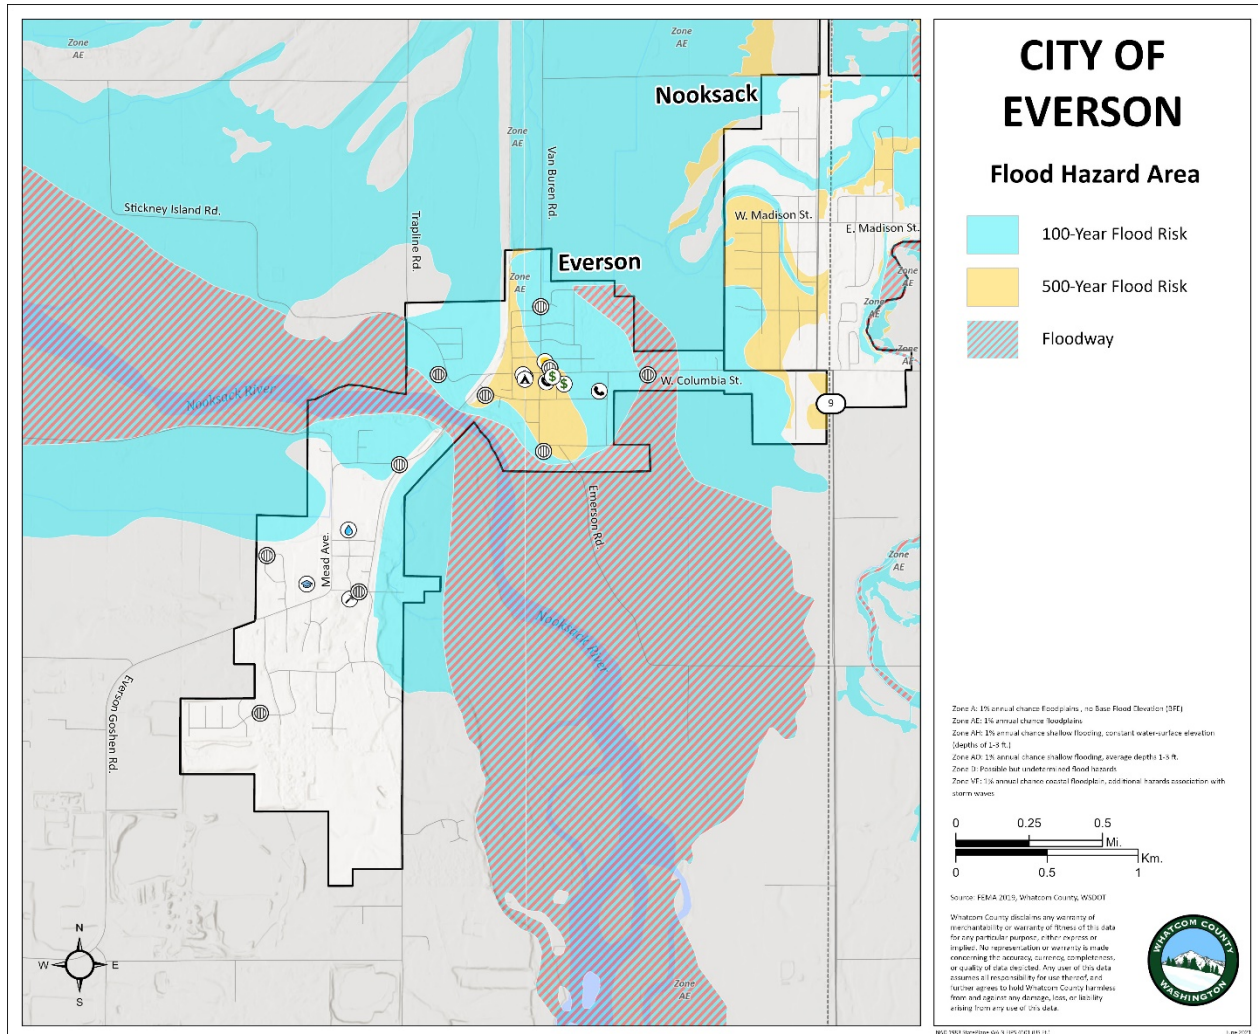 CITY OF
EVERSON
Flood Hazard Area
100-Year Flood Risk
500-Year Flood Risk
Floodway
Zone
AE
Zone
AE
Nooksack
Zone
AE
Van Buren Rd.
Stickney Island Rd.
Trapline Rd.
W. Madison St.
E. Madison St.
Everson
Zone
AE
Zone
AE
Zone
AE
Zone
AE
W. Columbia St.
9
Nooksack River
Emerson Rd.
Mead Ave.
Zone
AE
Nooksack River
Everson Goshen Rd.
Zone
AE
N
W
E
S
Zone A: 1% annual chance floodplains , no Base Flood Elevation (BFE)
Zone AE: 1% annual chance floodplains
Zone AH: 1% annual chance shallow flooding, constant water-surface elevation
(depths of 1-3 ft.)
Zone AO: 1% annual chance shallow flooding, average depths 1-3 ft.
Zone D: Possible but undetermined flood hazards
Zone VE: 1% annual chance coastal floodplain, additional hazards association with
storm waves
0 0.25 0.5
Mi.
Km.
0 0.5 1
Source: FEMA 2019, Whatcom County, WSDOT
Whatcom County disclaims any warranty of
merchantability or warranty of fitness of this data
for any particular purpose, either express or
implied. No representation or warranty is made
concerning the accuracy, currency, completeness,
or quality of data depicted. Any user of this data
assumes all responsibility for use thereof, and
further agrees to hold Whatcom County harmless
from and against any damage, loss, or liability
arising from any use of this data.
WHATCOM COUNTY
WASHINGTON